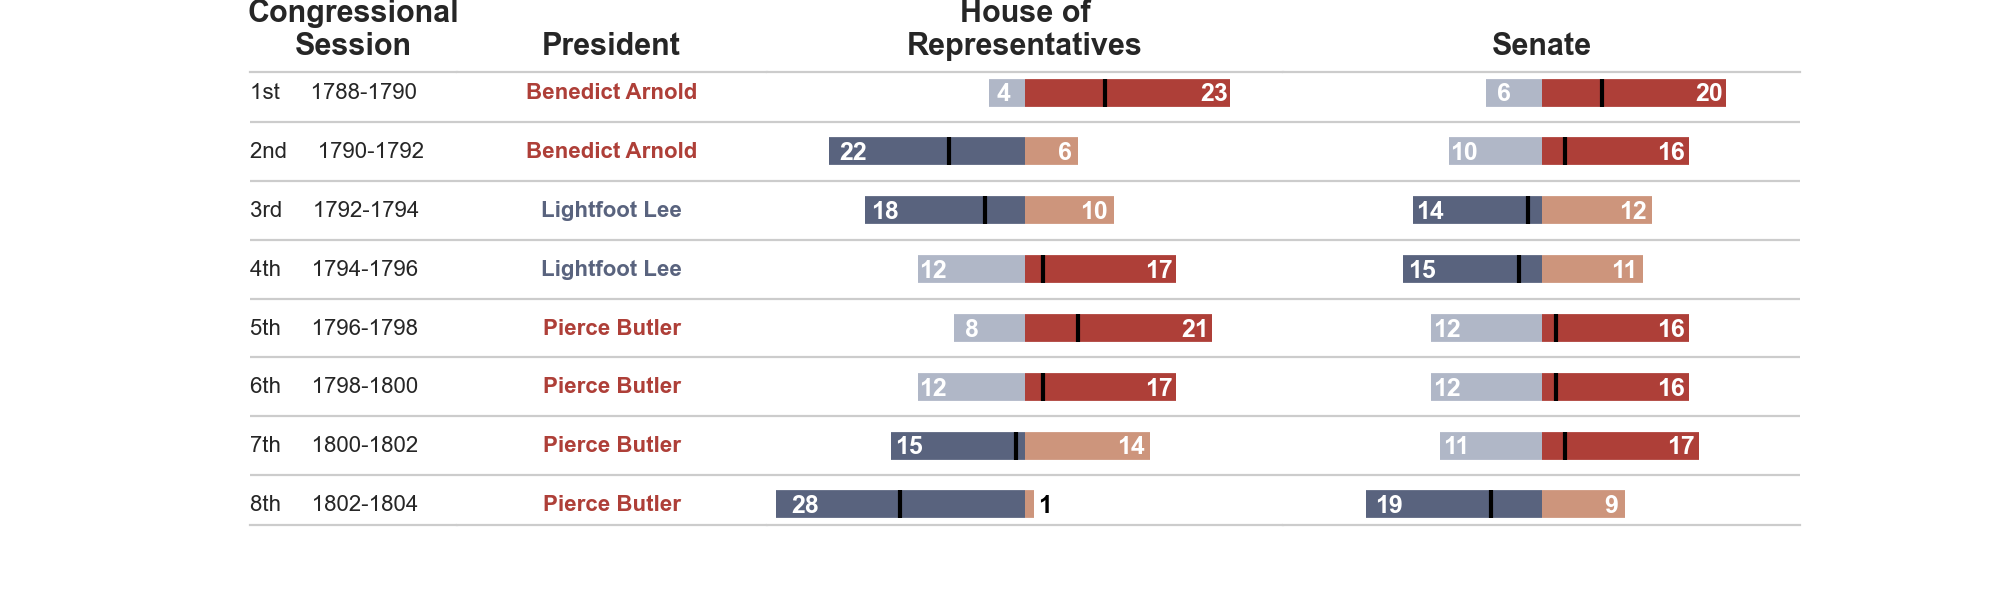 Congressional Session President House of Representatives Senate
1st 1788-1790 Benedict Arnold 4 23 6 20
2nd 1790-1792 Benedict Arnold 22 6 10 16
3rd 1792-1794 Lightfoot Lee 18 10 14 12
4th 1794-1796 Lightfoot Lee 12 17 15 11
5th 1796-1798 Pierce Butler 8 21 12 16
6th 1798-1800 Pierce Butler 12 17 12 16
7th 1800-1802 Pierce Butler 15 14 11 17
8th 1802-1804 Pierce Butler 28 1 19 9